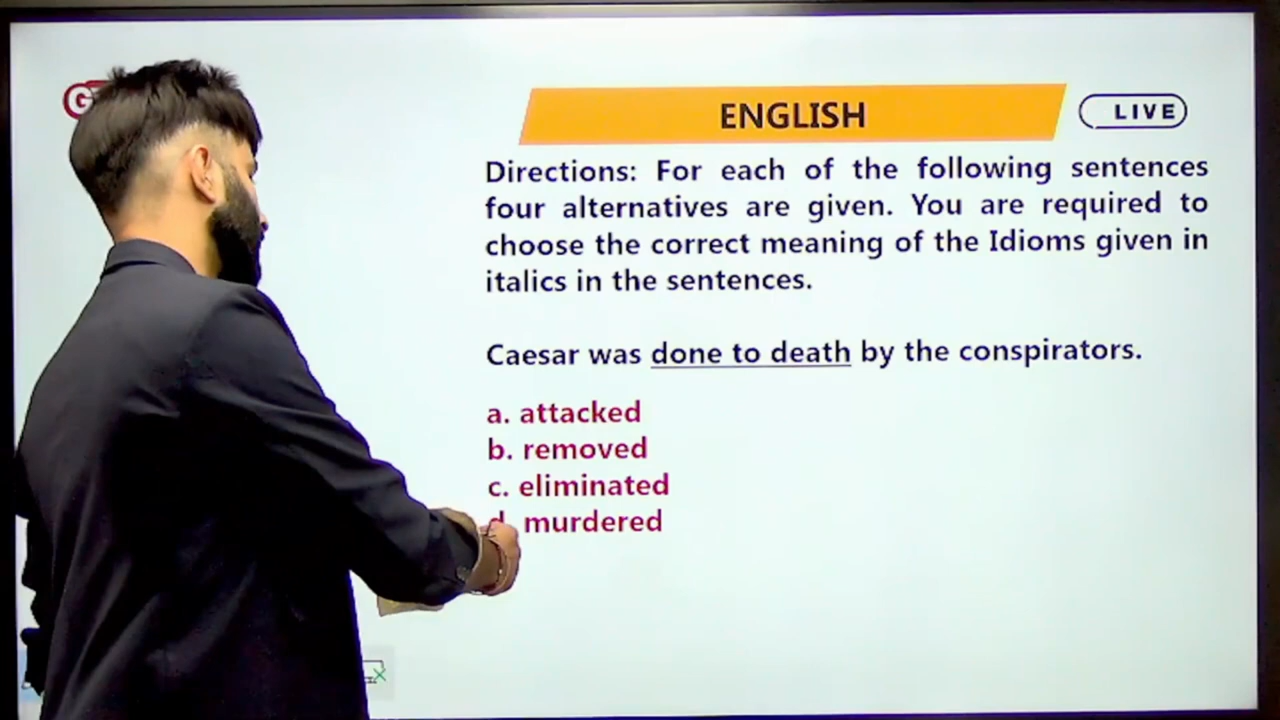 G
ENGLISH
LIVE
Directions: For each of the following sentences
four alternatives are given. You are required to
choose the correct meaning of the Idioms given in
italics in the sentences.
Caesar was done to death by the conspirators.
a. attacked
b. removed
c. eliminated
d. murdered